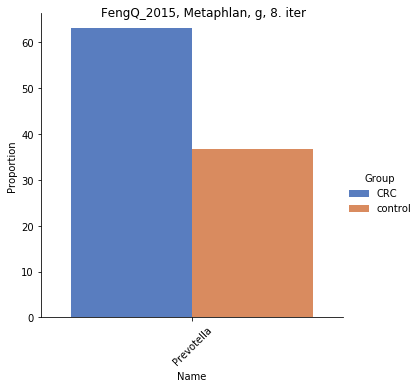 FengQ_2015, Metaphlan, g, 8. iter
60
50
40
30
20
10
0
Proportion
Prevotella
Name
Group
CRC
control